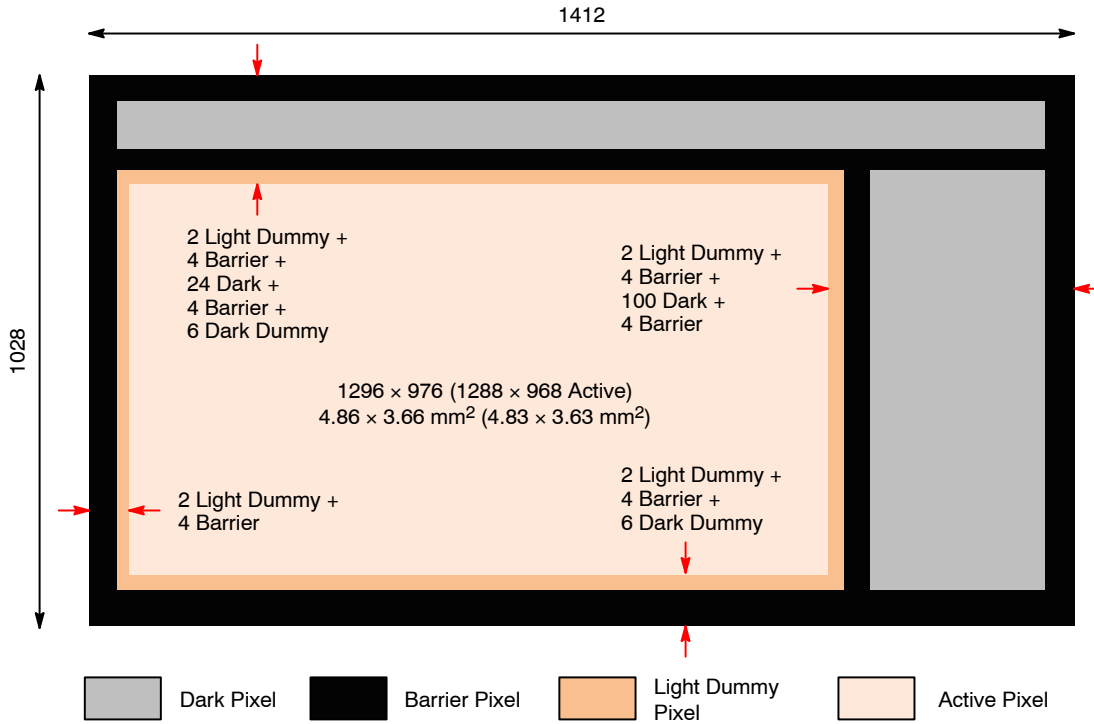 1412
1028
2 Light Dummy +
4 Barrier +
24 Dark +
4 Barrier +
6 Dark Dummy
2 Light Dummy +
4 Barrier +
100 Dark +
4 Barrier
1296 × 976 (1288 × 968 Active)
4.86 × 3.66 mm² (4.83 × 3.63 mm²)
2 Light Dummy +
4 Barrier
2 Light Dummy +
4 Barrier +
6 Dark Dummy
Dark Pixel
Barrier Pixel
Light Dummy
Pixel
Active Pixel